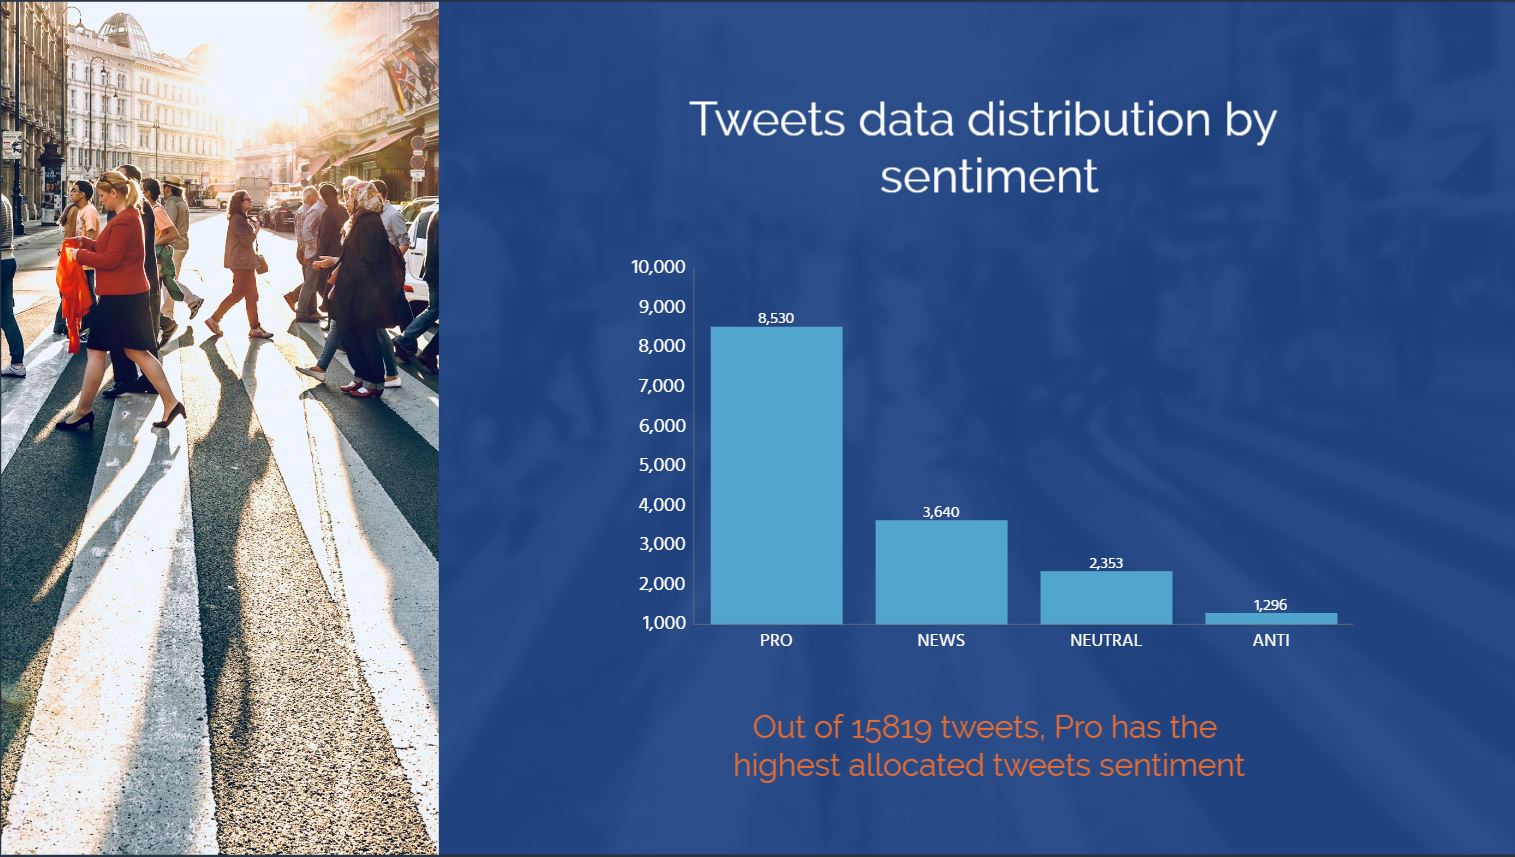 Tweets data distribution by
sentiment
10,000
9,000
8,000
7,000
6,000
5,000
4,000
3,000
2,000
1,000
8,530
3,640
2,353
1,296
PRO
NEWS
NEUTRAL
ANTI
Out of 15819 tweets, Pro has the
highest allocated tweets sentiment